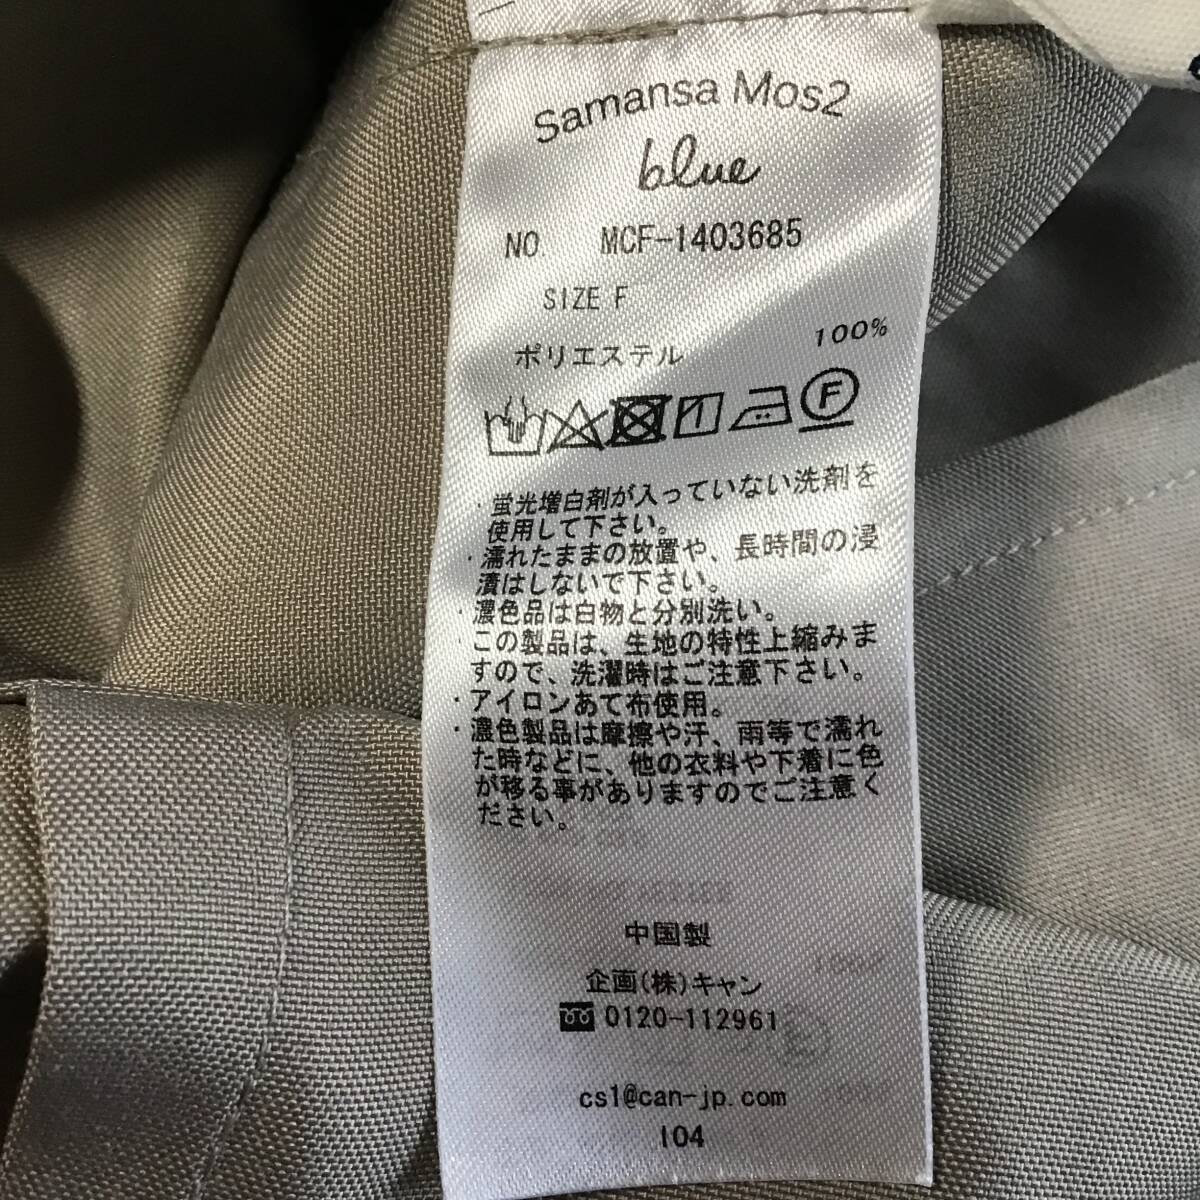 Samansa Mos2
blue
NO MCF-1403685
SIZE F
ポリエステル 100%
F
・蛍光増白剤が入っていない洗剤を
使用して下さい。
・濡れたままの放置や、長時間の浸
漬はしないで下さい。
・濃色品は白物と分別洗い。
・この製品は、生地の特性上縮みま
すので、洗濯時はご注意下さい。
・アイロンあて布使用。
・濃色製品は摩擦や汗、雨等で濡れ
た時などに、他の衣料や下着に色
が移る事がありますのでご注意く
ださい。
中国製
企画(株)キャン
0120-112961
cs1@can-jp.com
104